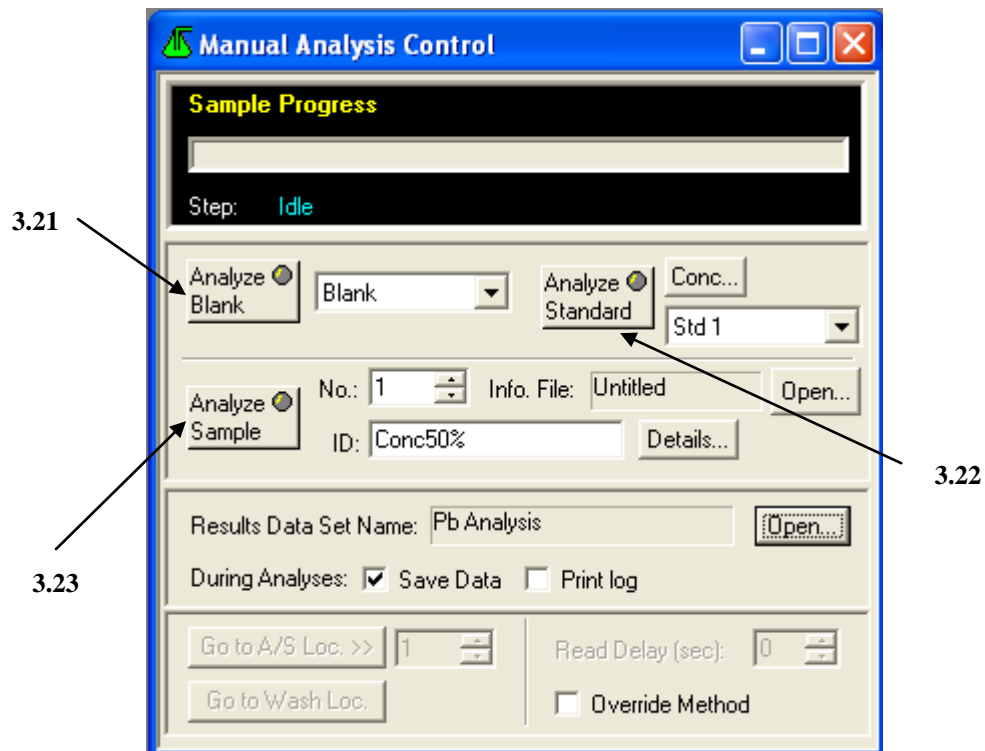 Manual Analysis Control
Sample Progress
Step: Idle
3.21
Analyze Blank
Blank
Analyze Standard
Conc...
Std 1
Analyze Sample
No.: 1
Info. File: Untitled
Open...
ID: Conc50%
Details...
3.22
Results Data Set Name: Pb Analysis
Open...
3.23
During Analyses: Save Data Print log
Go to A/S Loc. >> 1
Read Delay (sec): 0
Go to Wash Loc.
Override Method